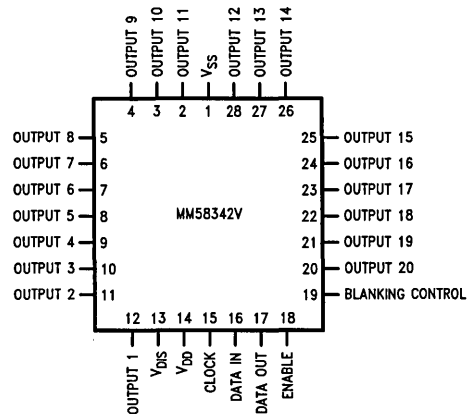 OUTPUT 9
OUTPUT 10
OUTPUT 11
VSS
OUTPUT 12
OUTPUT 13
OUTPUT 14
4 3 2 1 28 27 26
OUTPUT 8 5
OUTPUT 7 6
OUTPUT 6 7
OUTPUT 5 8
OUTPUT 4 9
OUTPUT 3 10
OUTPUT 2 11
MM58342V
25 OUTPUT 15
24 OUTPUT 16
23 OUTPUT 17
22 OUTPUT 18
21 OUTPUT 19
20 OUTPUT 20
19 BLANKING CONTROL
12 13 14 15 16 17 18
OUTPUT 1
VDIS
VDD
CLOCK
DATA IN
DATA OUT
ENABLE